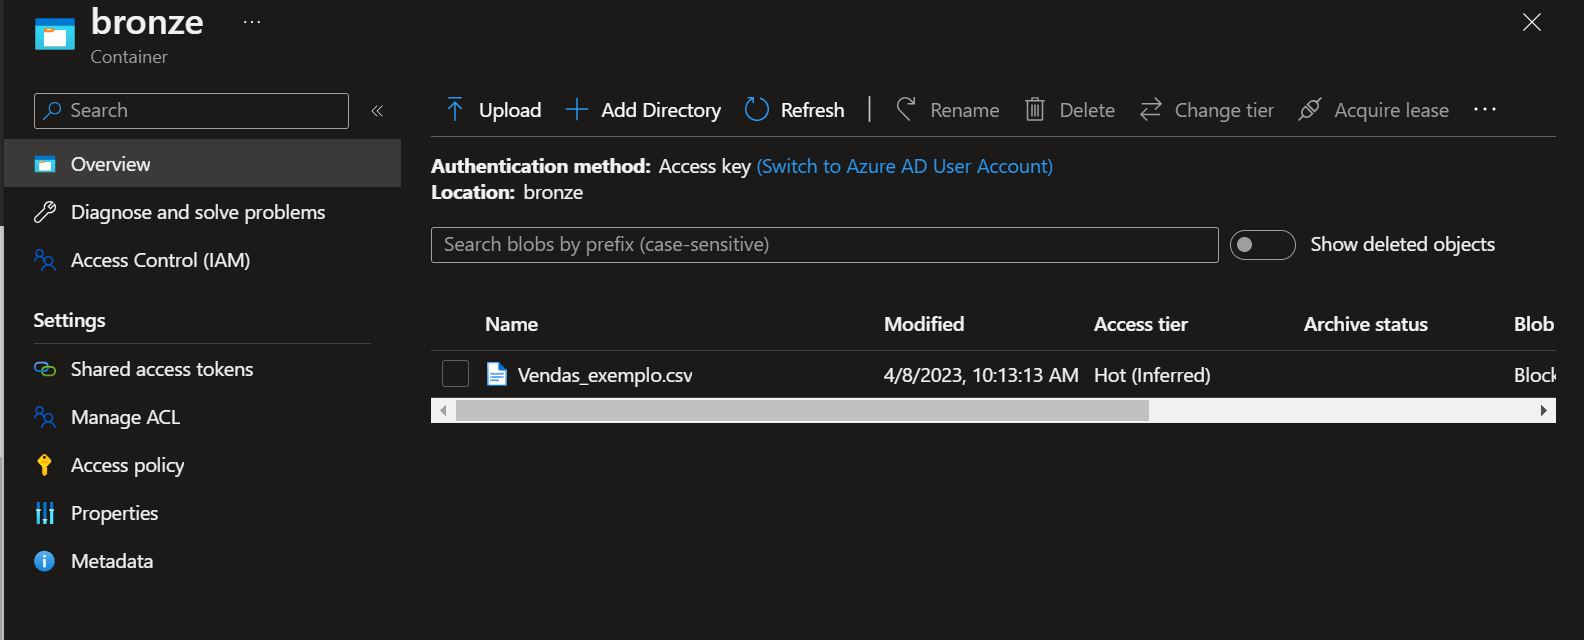 bronze ...
Container
Search
«
Upload Add Directory Refresh | Rename Delete Change tier Acquire lease ...
Overview
Diagnose and solve problems
Access Control (IAM)
Settings
Shared access tokens
Manage ACL
Access policy
Properties
Metadata
Authentication method: Access key (Switch to Azure AD User Account)
Location: bronze
Search blobs by prefix (case-sensitive) Show deleted objects
Name Modified Access tier Archive status Blob
Vendas_exemplo.csv 4/8/2023, 10:13:13 AM Hot (Inferred) Block